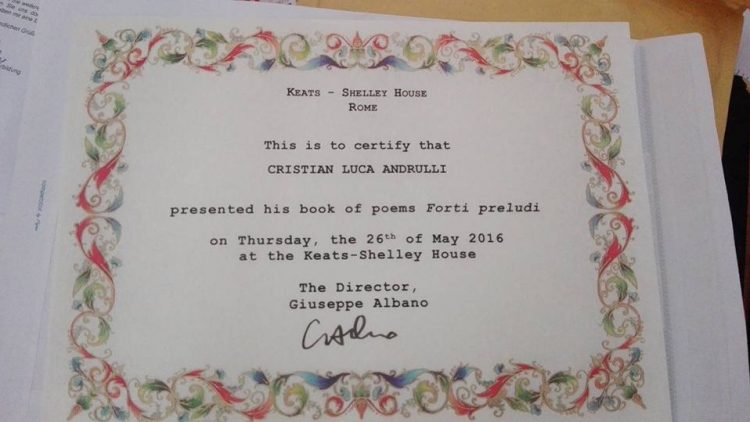 Keats - Shelley House
Rome
This is to certify that
CRISTIAN LUCA ANDRULLI
presented his book of poems Forti preludi
on Thursday, the 26th of May 2016
at the Keats-Shelley House
The Director,
Giuseppe Albano